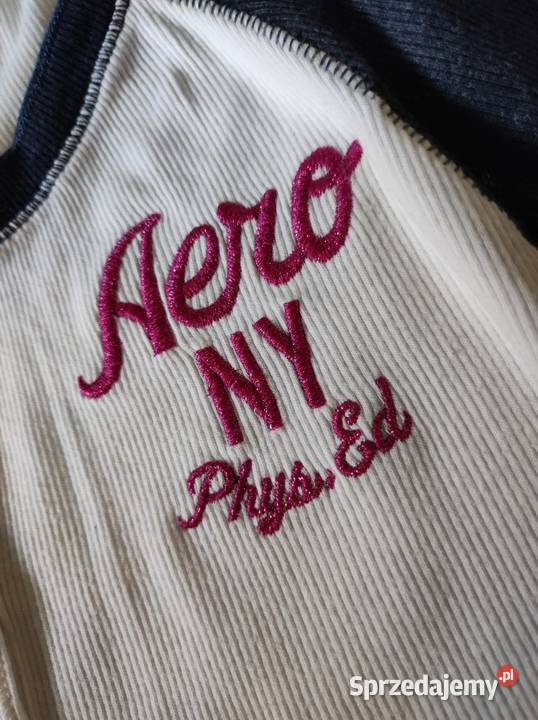 Aero
NY
Phys. Ed
Sprzedajemy.pl